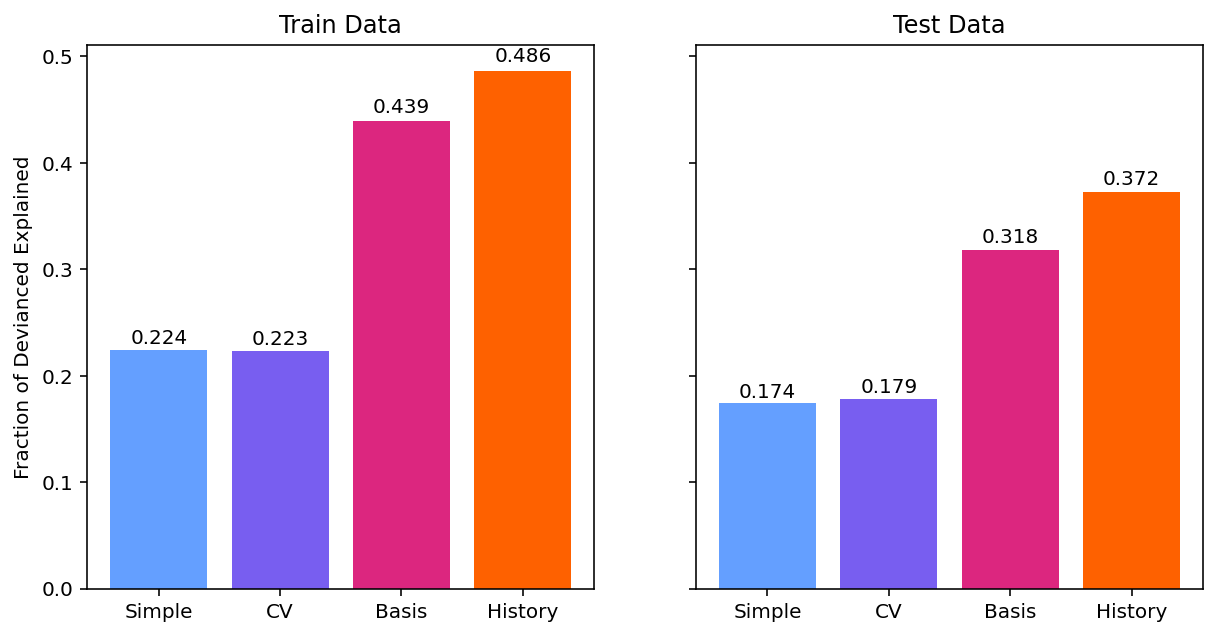 Train Data
Fraction of Devianced Explained
0.5
0.4
0.3
0.2
0.1
0.0
0.224
0.223
0.439
0.486
Simple
CV
Basis
History
Test Data
0.174
0.179
0.318
0.372
Simple
CV
Basis
History